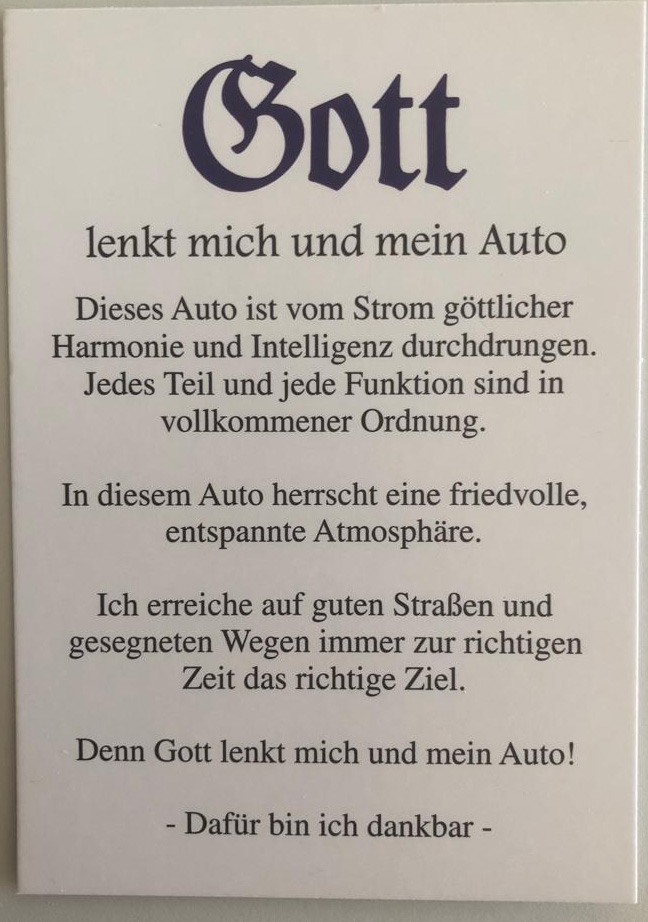 Gott
lenkt mich und mein Auto
Dieses Auto ist vom Strom göttlicher
Harmonie und Intelligenz durchdrungen.
Jedes Teil und jede Funktion sind in
vollkommener Ordnung.
In diesem Auto herrscht eine friedvolle,
entspannte Atmosphäre.
Ich erreiche auf guten Straßen und
gesegneten Wegen immer zur richtigen
Zeit das richtige Ziel.
Denn Gott lenkt mich und mein Auto!
- Dafür bin ich dankbar -